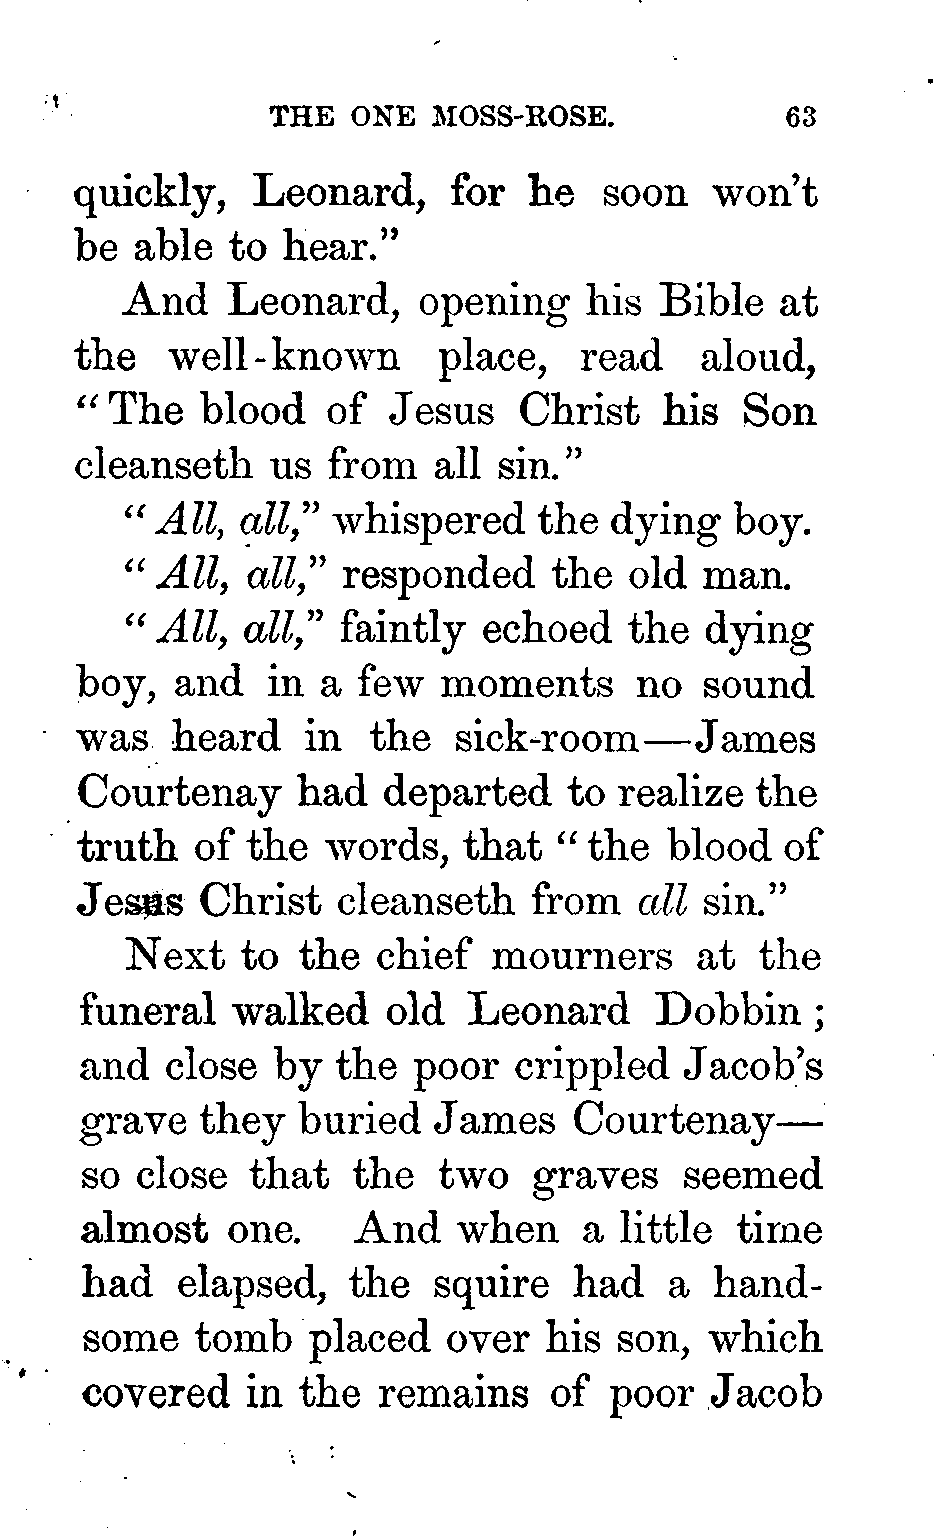 THE ONE MOSS-ROSE. 63
quickly, Leonard, for he soon won't
be able to hear."
And Leonard, opening his Bible at
the well-known place, read aloud,
"The blood of Jesus Christ his Son
cleanseth us from all sin."
"All, all," whispered the dying boy.
"All, all," responded the old man.
"All, all," faintly echoed the dying
boy, and in a few moments no sound
was heard in the sick-room—James
Courtenay had departed to realize the
truth of the words, that "the blood of
Jesus Christ cleanseth from all sin."
Next to the chief mourners at the
funeral walked old Leonard Dobbin;
and close by the poor crippled Jacob's
grave they buried James Courtenay—
so close that the two graves seemed
almost one. And when a little time
had elapsed, the squire had a hand-
some tomb placed over his son, which
covered in the remains of poor Jacob